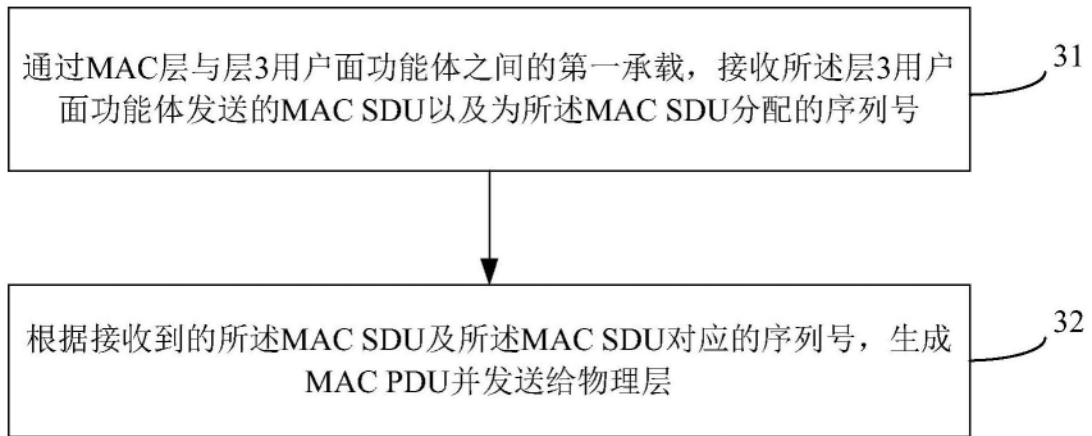 通过MAC层与层3用户面功能体之间的第一承载，接收所述层3用户
面功能体发送的MAC SDU以及为所述MAC SDU分配的序列号
31
根据接收到的所述MAC SDU及所述MAC SDU对应的序列号，生成
MAC PDU并发送给物理层
32